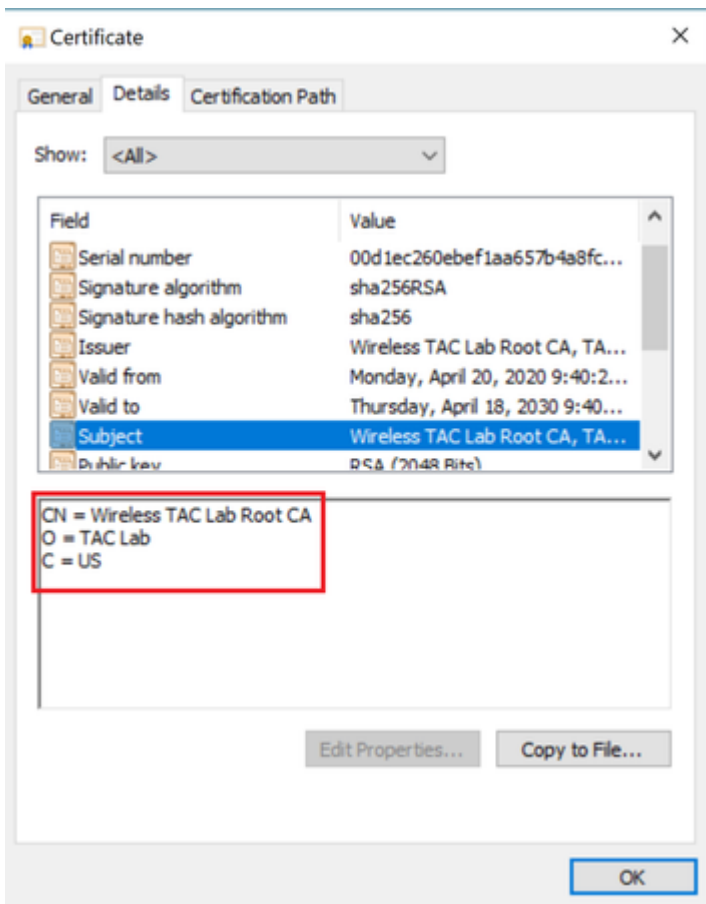 Certificate
General Details Certification Path
Show: <All>
Field Value
Serial number 00d1ec260ebef1aa657b4a8fc...
Signature algorithm sha256RSA
Signature hash algorithm sha256
Issuer Wireless TAC Lab Root CA, TA...
Valid from Monday, April 20, 2020 9:40:2...
Valid to Thursday, April 18, 2030 9:40...
Subject Wireless TAC Lab Root CA, TA...
Public key RSA (2048 Bits)
CN = Wireless TAC Lab Root CA
O = TAC Lab
C = US
Edit Properties... Copy to File...
OK